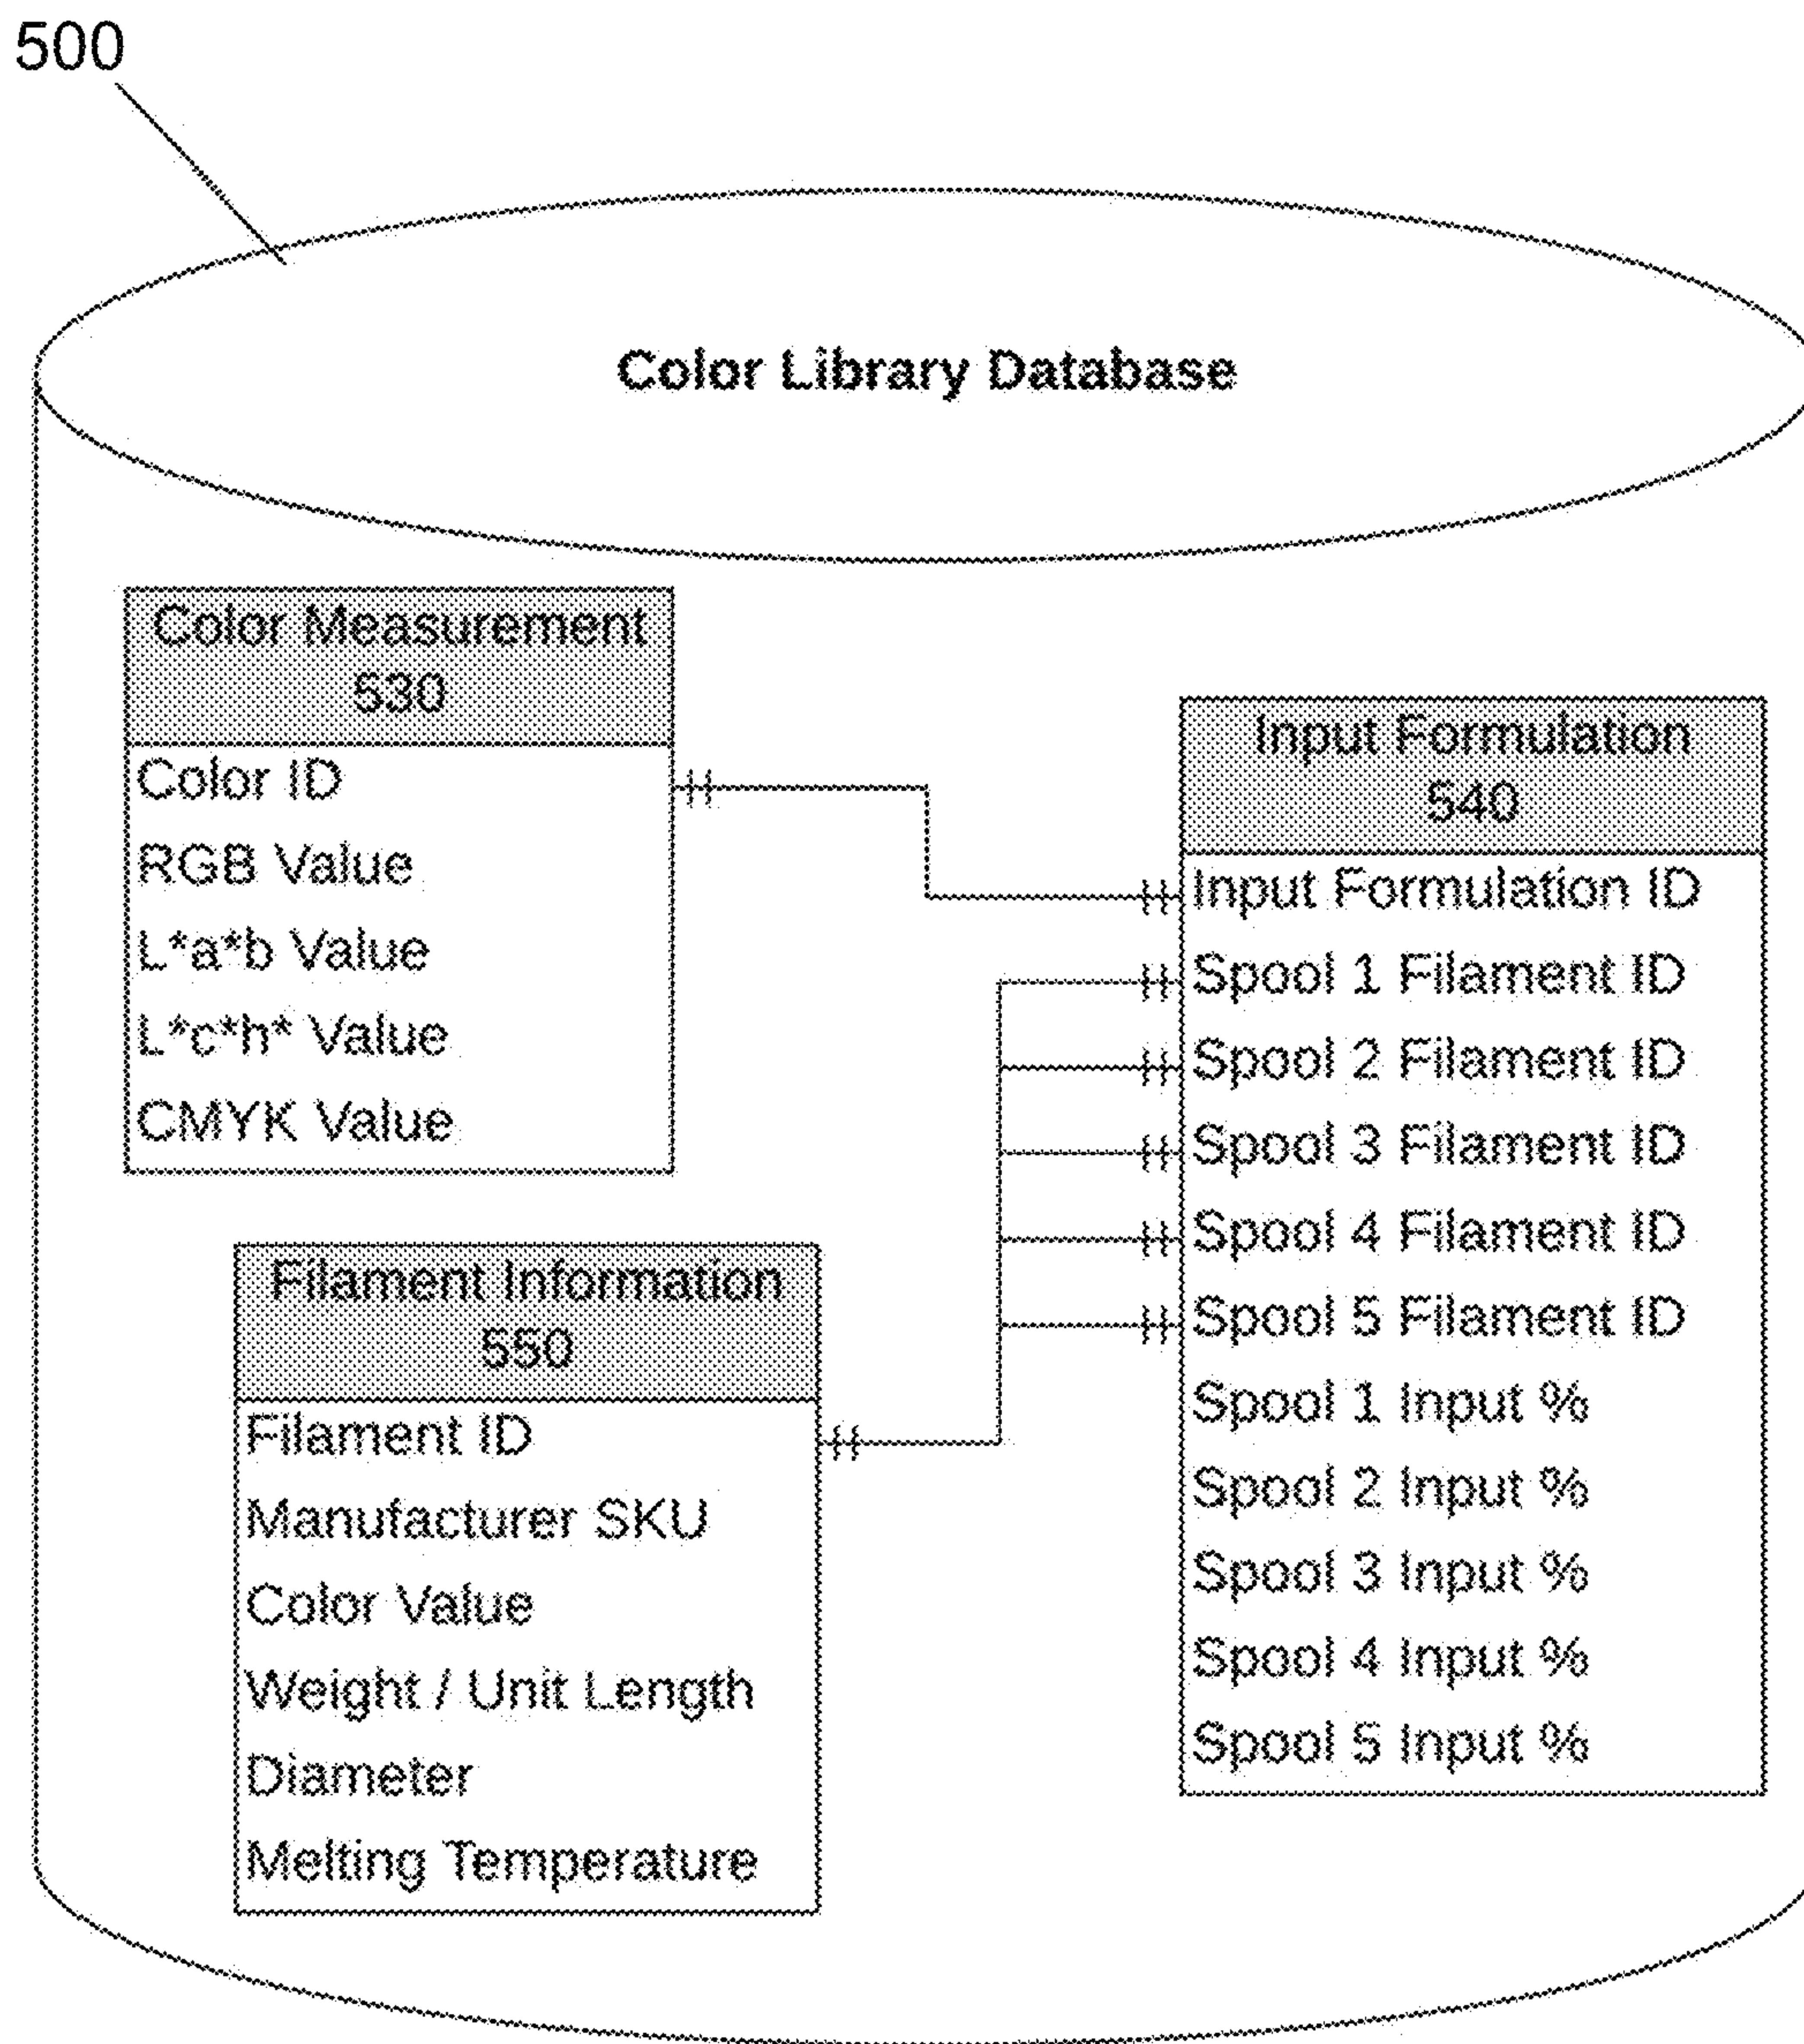 500
Color Library Database
Color Measurement
530
Color ID
RGB Value
L*a*b Value
L*c*h* Value
CMYK Value
Input Formulation
540
Input Formulation ID
Spool 1 Filament ID
Spool 2 Filament ID
Spool 3 Filament ID
Spool 4 Filament ID
Spool 5 Filament ID
Spool 1 Input %
Spool 2 Input %
Spool 3 Input %
Spool 4 Input %
Spool 5 Input %
Filament Information
550
Filament ID
Manufacturer SKU
Color Value
Weight / Unit Length
Diameter
Melting Temperature